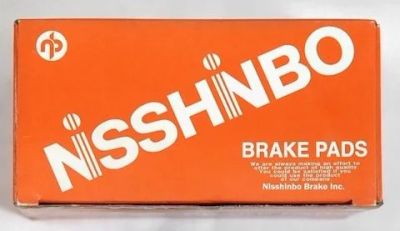 NISSHINBO
BRAKE PADS
We are always making an effort to
offer the product of high quality
You could be satisfied if you
could use the product
of our company.
Nisshinbo Brake Inc.